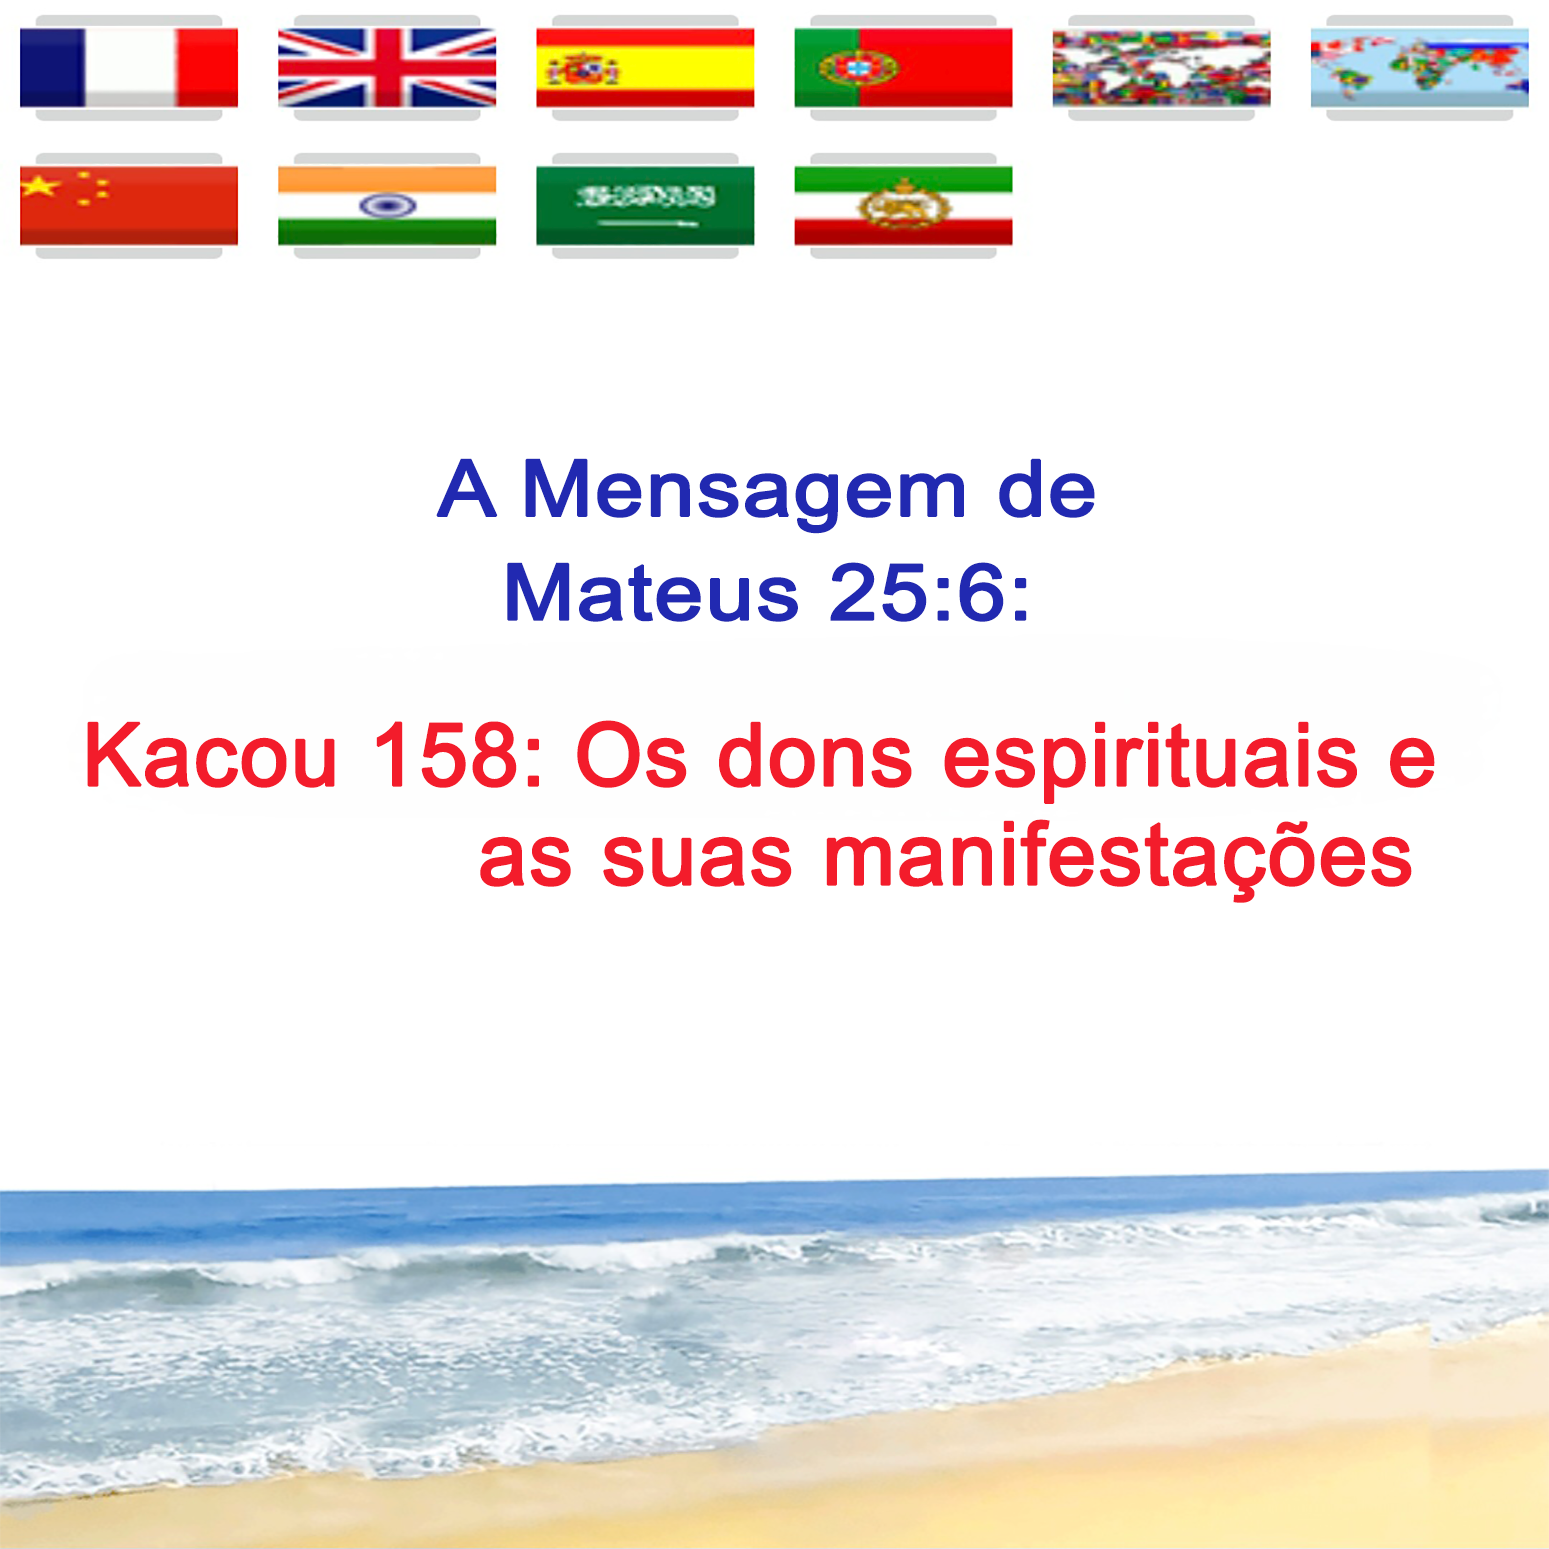 A Mensagem de
Mateus 25:6:
Kacou 158: Os dons espirituais e
as suas manifestações